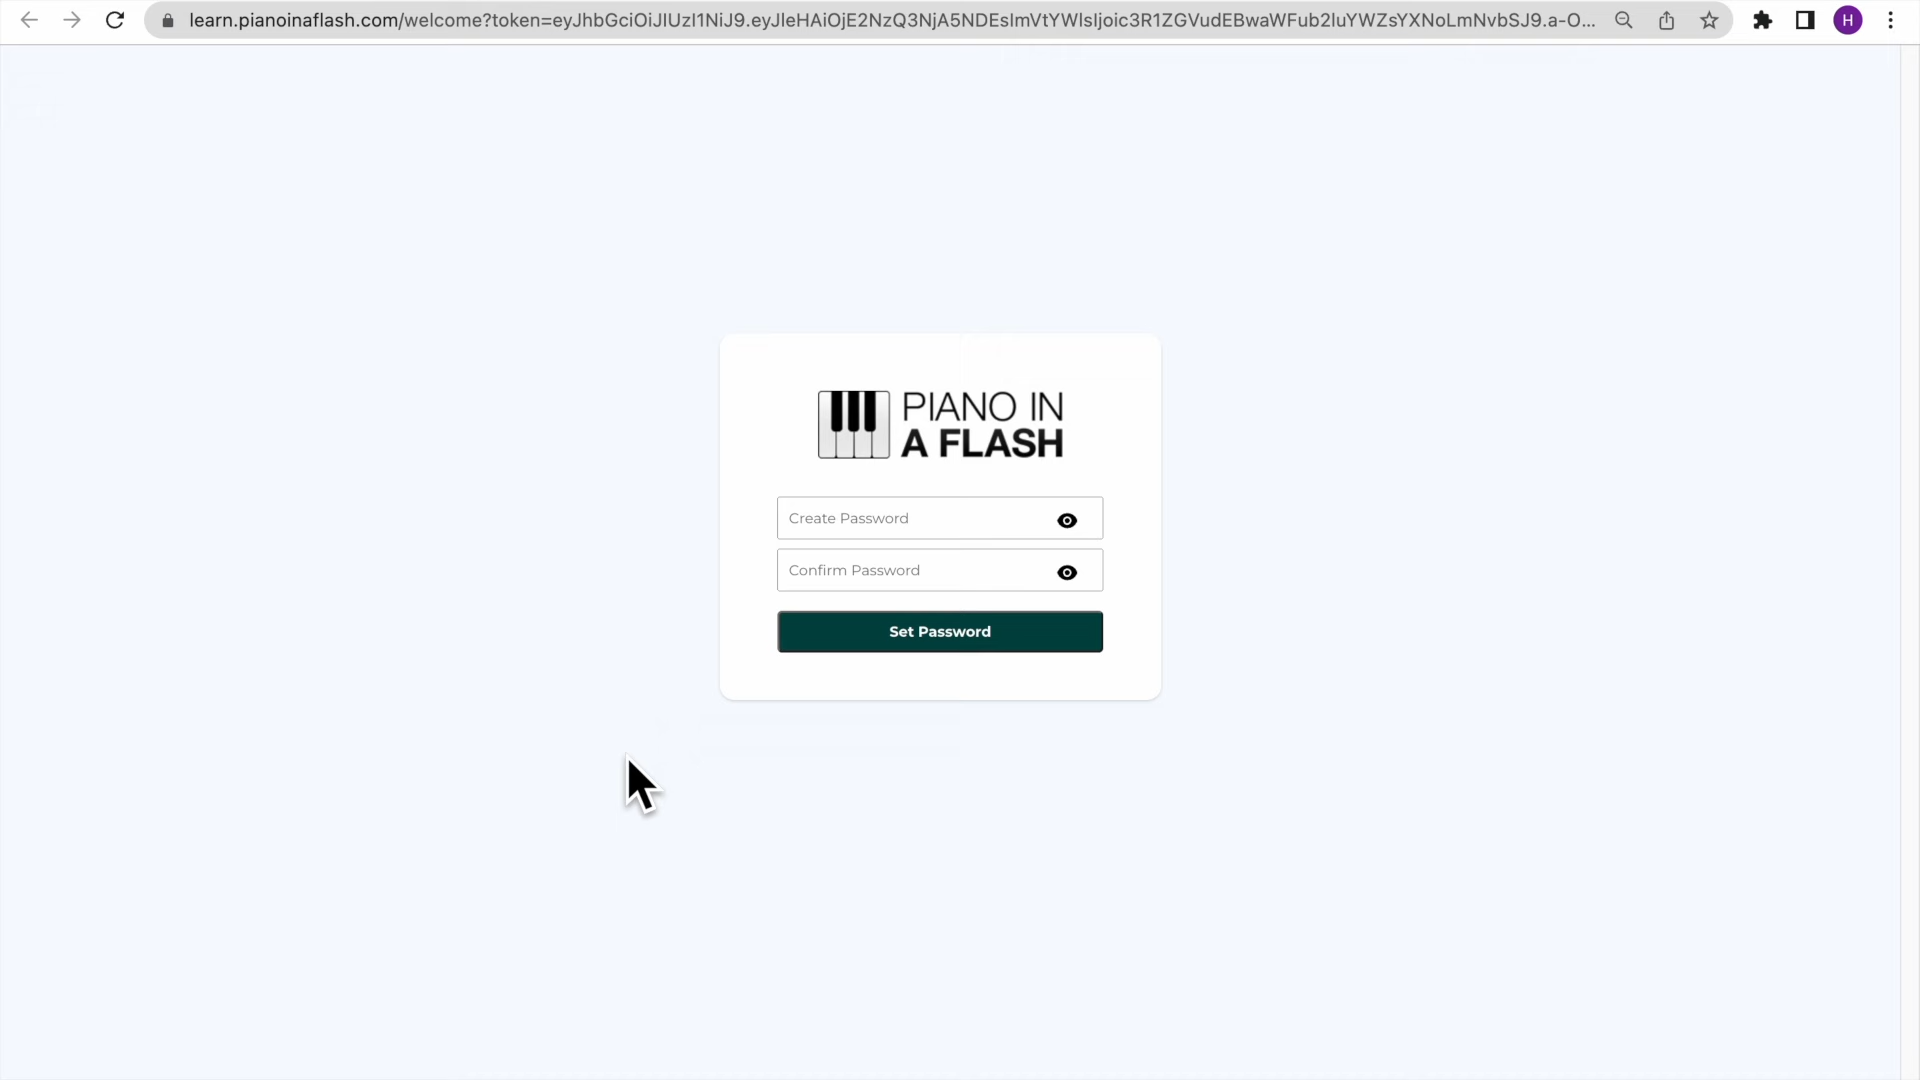 learn.pianoinaflash.com/welcome?token=eyJhbGciOiJIUzI1NiJ9.eyJleHAiOjE2NzQ3NjA5NDEsImVtYWlsIjoic3R1ZGVudEBwaWFub2luYWZsYXNoLmNvbSJ9.a-O...
H
PIANO IN
A FLASH
Create Password
Confirm Password
Set Password